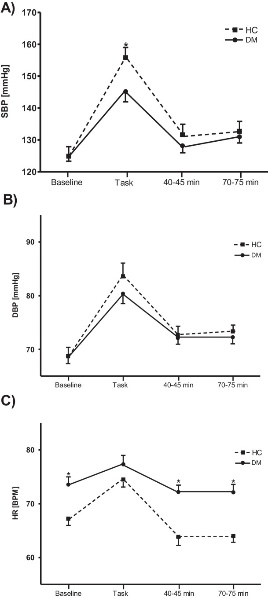 A)
SBP [mmHg]
170
160
150
140
130
120
*
HC
DM
Baseline Task 40-45 min 70-75 min
B)
DBP [mmHg]
90
80
70
HC
DM
Baseline Task 40-45 min 70-75 min
C)
HR [BPM]
80
70
60
* * *
HC
DM
Baseline Task 40-45 min 70-75 min